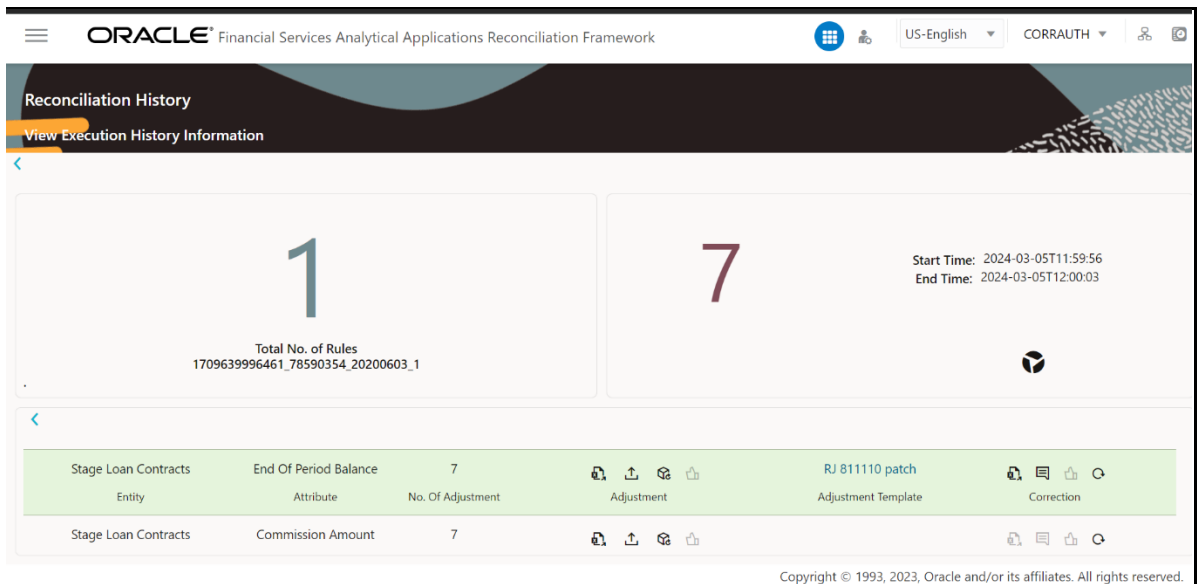 ORACLE® Financial Services Analytical Applications Reconciliation Framework US-English CORRAUTH
Reconciliation History
View Execution History Information
1
Total No. of Rules
1709639996461_78590354_20200603_1
.
7
Start Time: 2024-03-05T11:59:56
End Time: 2024-03-05T12:00:03
Stage Loan Contracts End Of Period Balance 7 RJ 811110 patch
Entity Attribute No. Of Adjustment Adjustment Adjustment Template Correction
Stage Loan Contracts Commission Amount 7
Copyright © 1993, 2023, Oracle and/or its affiliates. All rights reserved.